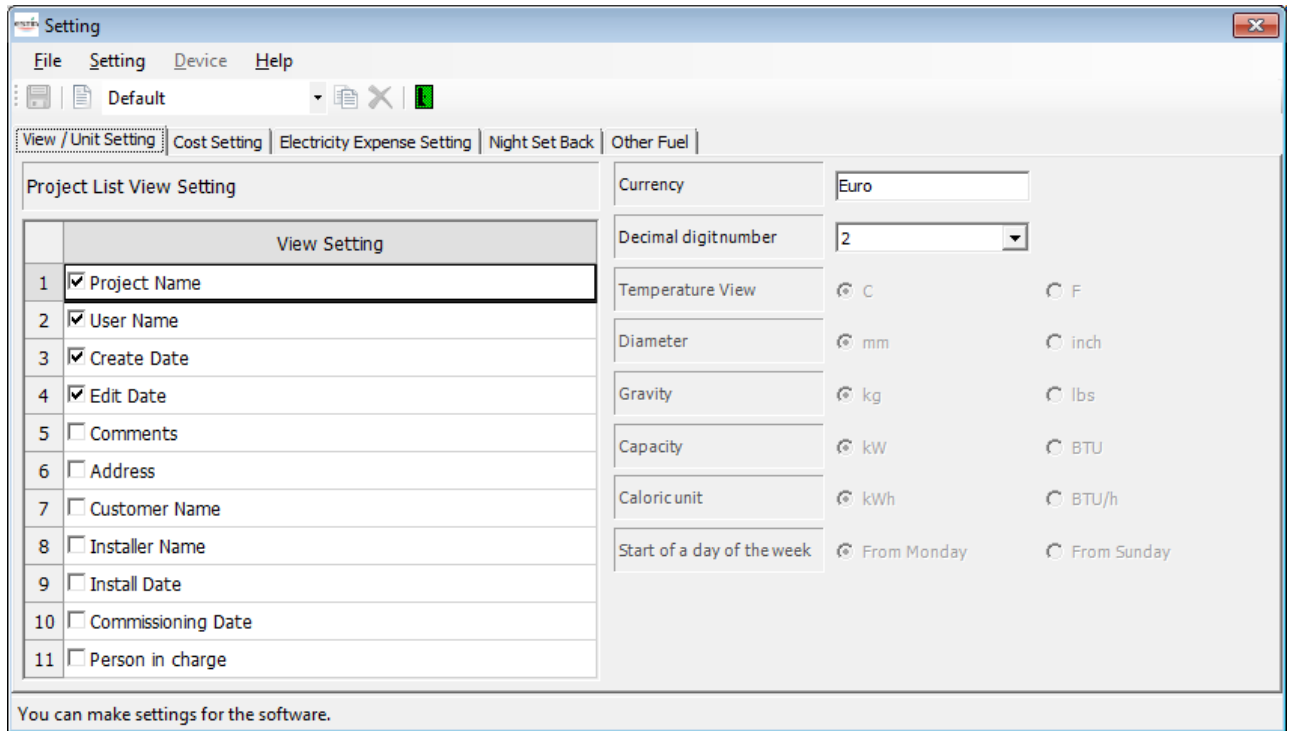 Setting
File Setting Device Help
Default
View / Unit Setting Cost Setting Electricity Expense Setting Night Set Back Other Fuel
Project List View Setting
View Setting
1 Project Name
2 User Name
3 Create Date
4 Edit Date
5 Comments
6 Address
7 Customer Name
8 Installer Name
9 Install Date
10 Commissioning Date
11 Person in charge
Currency Euro
Decimal digit number 2
Temperature View C F
Diameter mm inch
Gravity kg lbs
Capacity kW BTU
Caloric unit kWh BTU/h
Start of a day of the week From Monday From Sunday
You can make settings for the software.